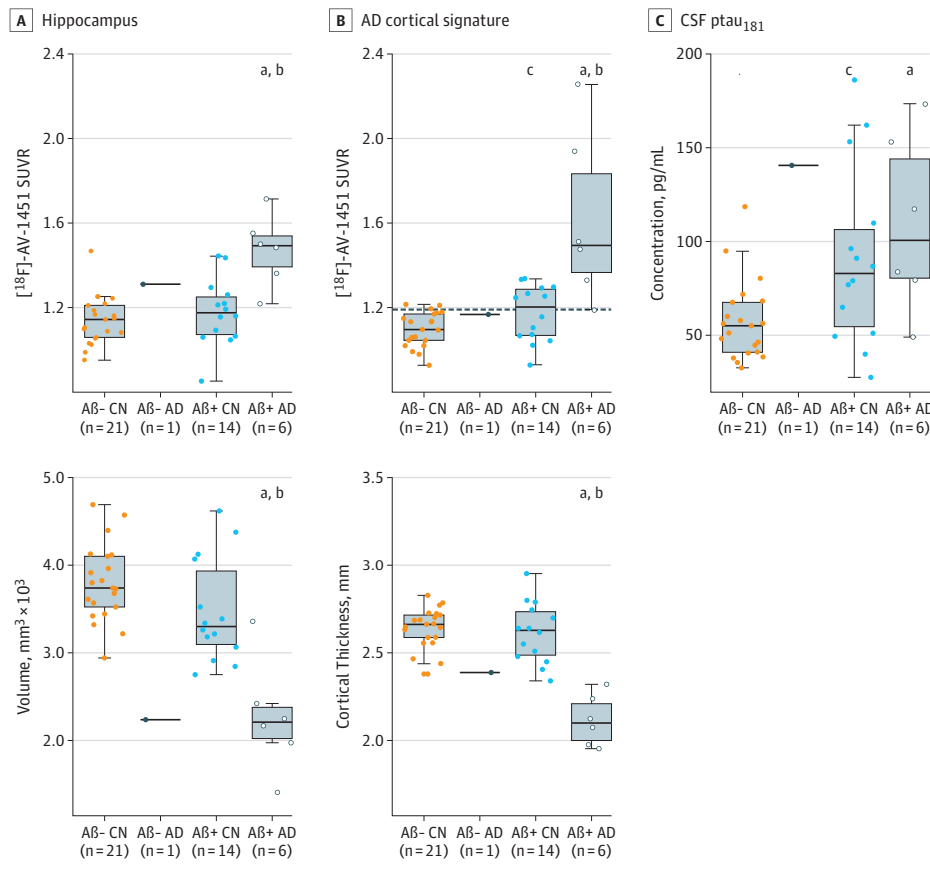 A Hippocampus
[18F]-AV-1451 SUVR
2.4
2.0
1.6
1.2
a, b
Aß– CN (n=21)
Aß– AD (n=1)
Aß+ CN (n=14)
Aß+ AD (n=6)
B AD cortical signature
[18F]-AV-1451 SUVR
2.4
2.0
1.6
1.2
c
a, b
Aß– CN (n=21)
Aß– AD (n=1)
Aß+ CN (n=14)
Aß+ AD (n=6)
C CSF ptau181
Concentration, pg/mL
200
150
100
50
c
a
Aß– CN (n=21)
Aß– AD (n=1)
Aß+ CN (n=14)
Aß+ AD (n=6)
Volume, mm3 × 103
5.0
4.0
3.0
2.0
a, b
Aß– CN (n=21)
Aß– AD (n=1)
Aß+ CN (n=14)
Aß+ AD (n=6)
Cortical Thickness, mm
3.5
3.0
2.5
2.0
a, b
Aß– CN (n=21)
Aß– AD (n=1)
Aß+ CN (n=14)
Aß+ AD (n=6)